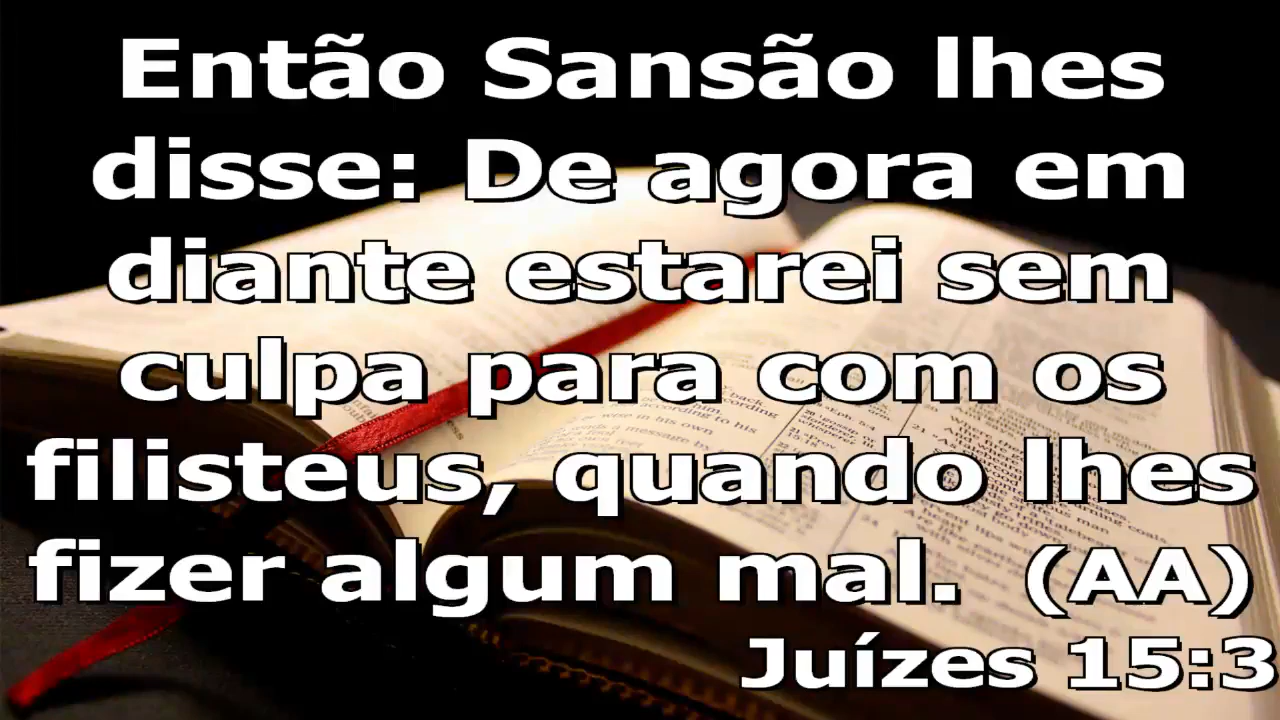 Então Sansão lhes
disse: De agora em
diante estarei sem
culpa para com os
filisteus, quando lhes
fizer algum mal.  (AA)
Juízes 15:3